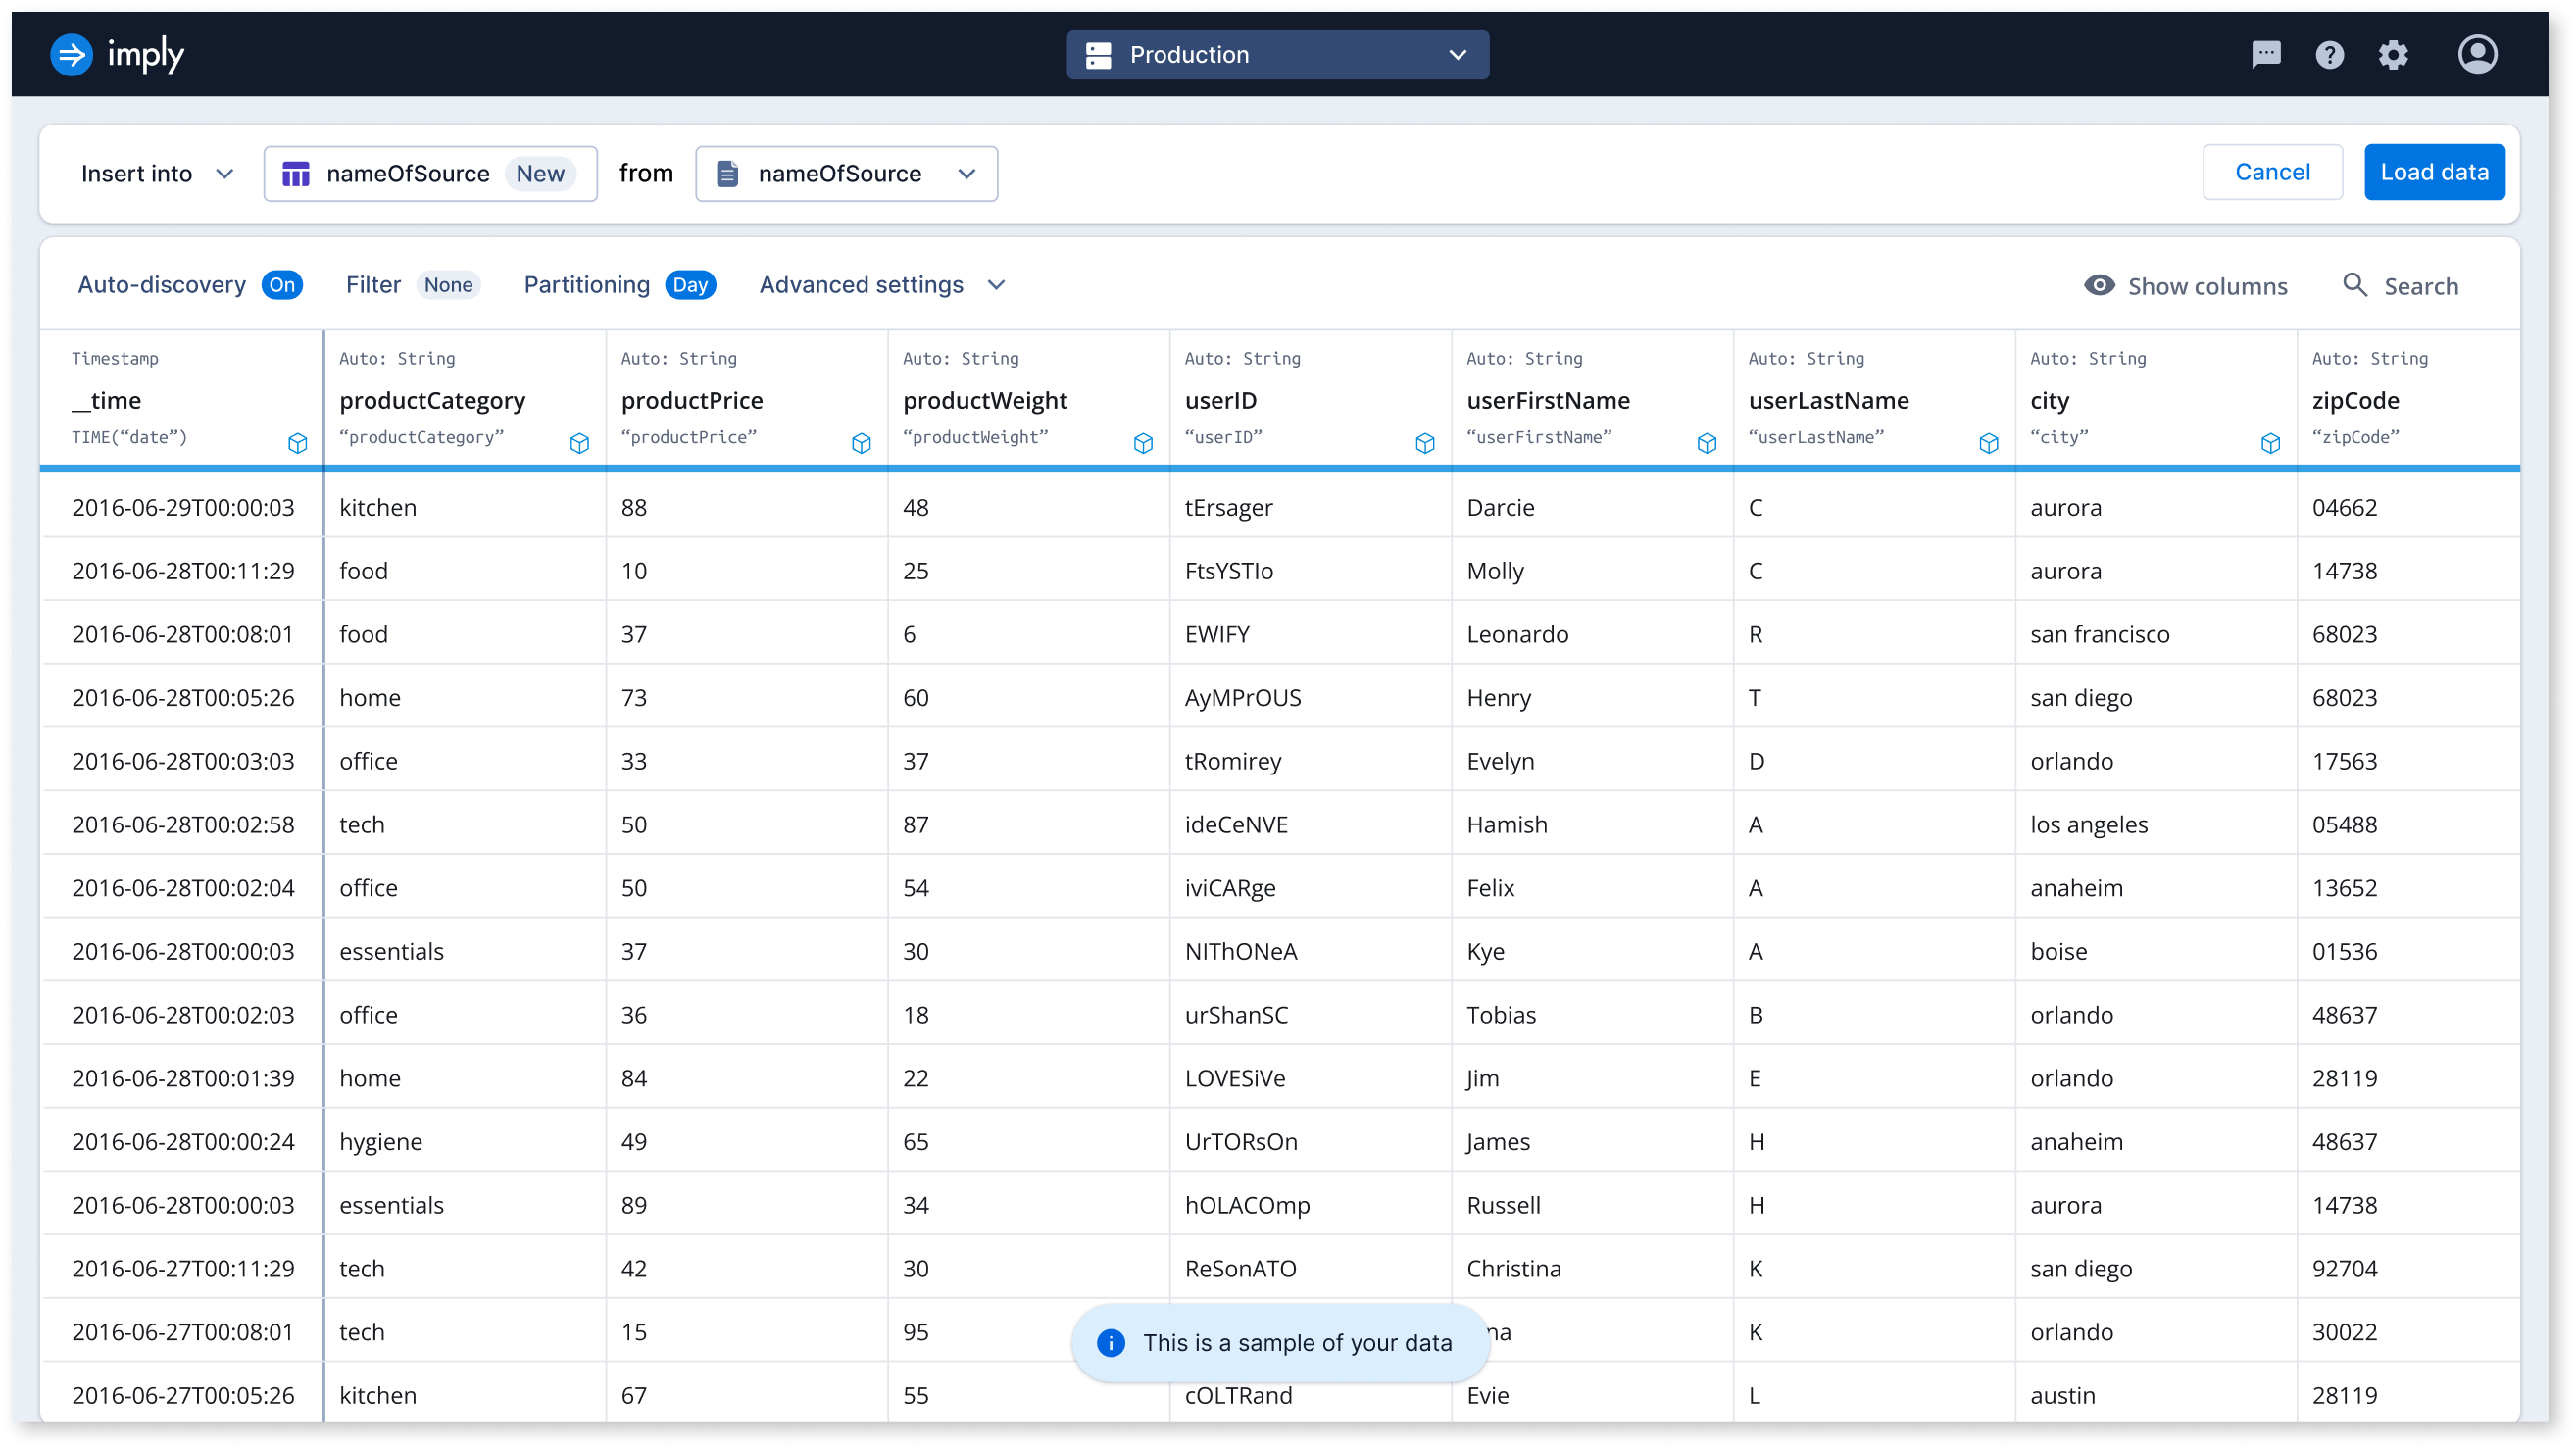 imply Production
Insert into nameOfSource New from nameOfSource Cancel Load data
Auto-discovery On Filter None Partitioning Day Advanced settings Show columns Search
Timestamp Auto: String Auto: String Auto: String Auto: String Auto: String Auto: String Auto: String Auto: String
__time productCategory productPrice productWeight userID userFirstName userLastName city zipCode
TIME(“date”) “productCategory” “productPrice” “productWeight” “userID” “userFirstName” “userLastName” “city” “zipCode”
2016-06-29T00:00:03 kitchen 88 48 tErsager Darcie C aurora 04662
2016-06-28T00:11:29 food 10 25 FtsYSTIo Molly C aurora 14738
2016-06-28T00:08:01 food 37 6 EWIFY Leonardo R san francisco 68023
2016-06-28T00:05:26 home 73 60 AyMPrOUS Henry T san diego 68023
2016-06-28T00:03:03 office 33 37 tRomirey Evelyn D orlando 17563
2016-06-28T00:02:58 tech 50 87 ideCeNVE Hamish A los angeles 05488
2016-06-28T00:02:04 office 50 54 iviCARge Felix A anaheim 13652
2016-06-28T00:00:03 essentials 37 30 NIThONeA Kye A boise 01536
2016-06-28T00:02:03 office 36 18 urShanSC Tobias B orlando 48637
2016-06-28T00:01:39 home 84 22 LOVESiVe Jim E orlando 28119
2016-06-28T00:00:24 hygiene 49 65 UrTORsOn James H anaheim 48637
2016-06-28T00:00:03 essentials 89 34 hOLACOmp Russell H aurora 14738
2016-06-27T00:11:29 tech 42 30 ReSonATO Christina K san diego 92704
2016-06-27T00:08:01 tech 15 95 K orlando 30022
This is a sample of your data
2016-06-27T00:05:26 kitchen 67 55 cOLTRand Evie L austin 28119